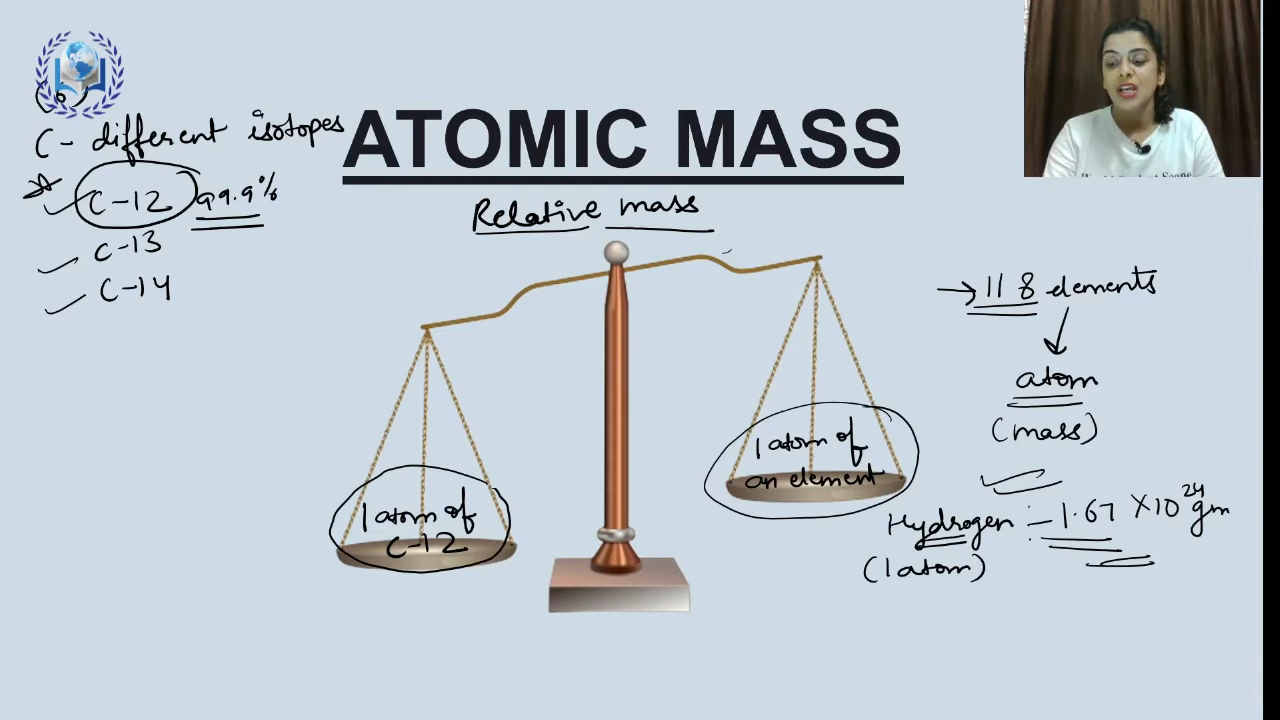 C- different isotopes
ATOMIC MASS
C-12 99.9%
C-13
C-14
Relative mass
→ 118 elements
atom
(mass)
1 atom of
an element
1 atom of
C-12
Hydrogen :- 1.67 X10 24 gm
(1 atom)